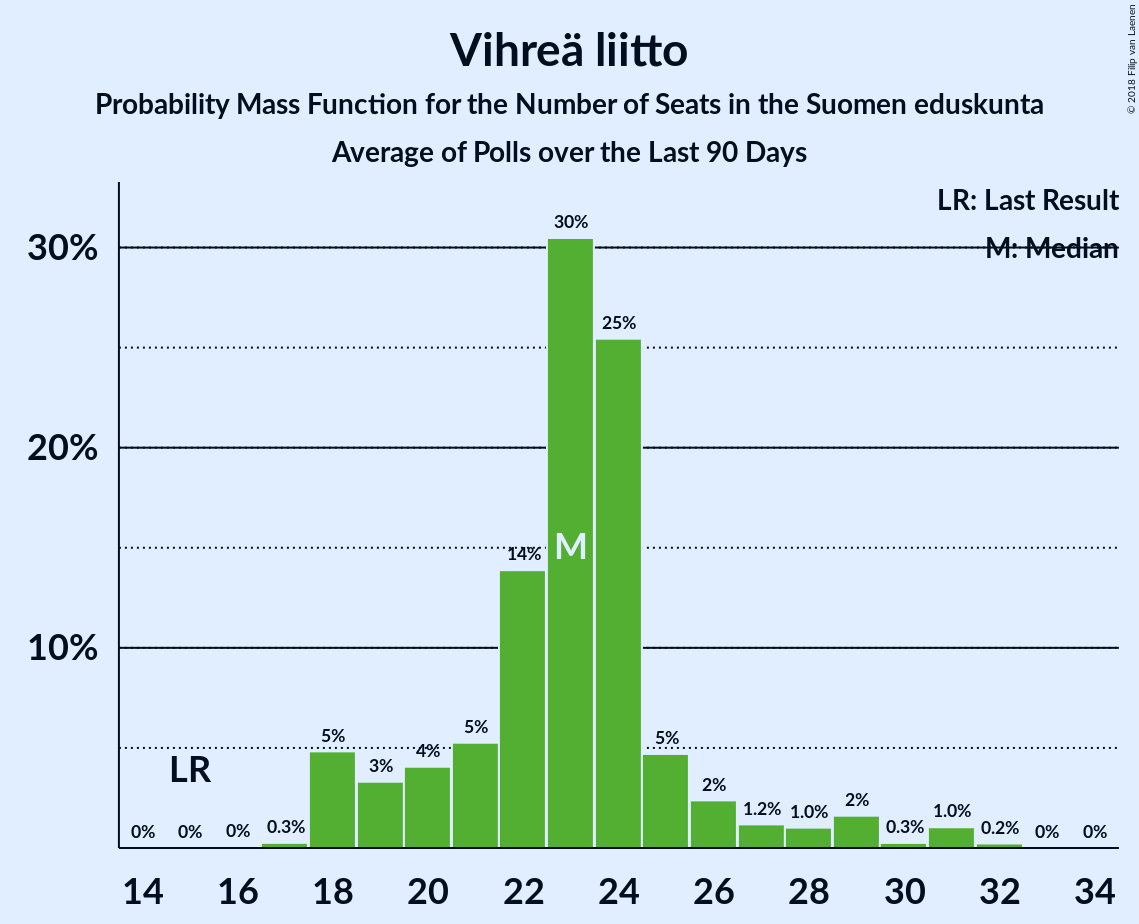 Vihreä liitto
Probability Mass Function for the Number of Seats in the Suomen eduskunta
Average of Polls over the Last 90 Days
© 2018 Filip van Laenen
LR: Last Result
M: Median
30%
20%
10%
0% 0% 0% 0.3% 5% 3% 4% 5% 14% 30% 25% 5% 2% 1.2% 1.0% 2% 0.3% 1.0% 0.2% 0% 0%
LR
M
14 16 18 20 22 24 26 28 30 32 34